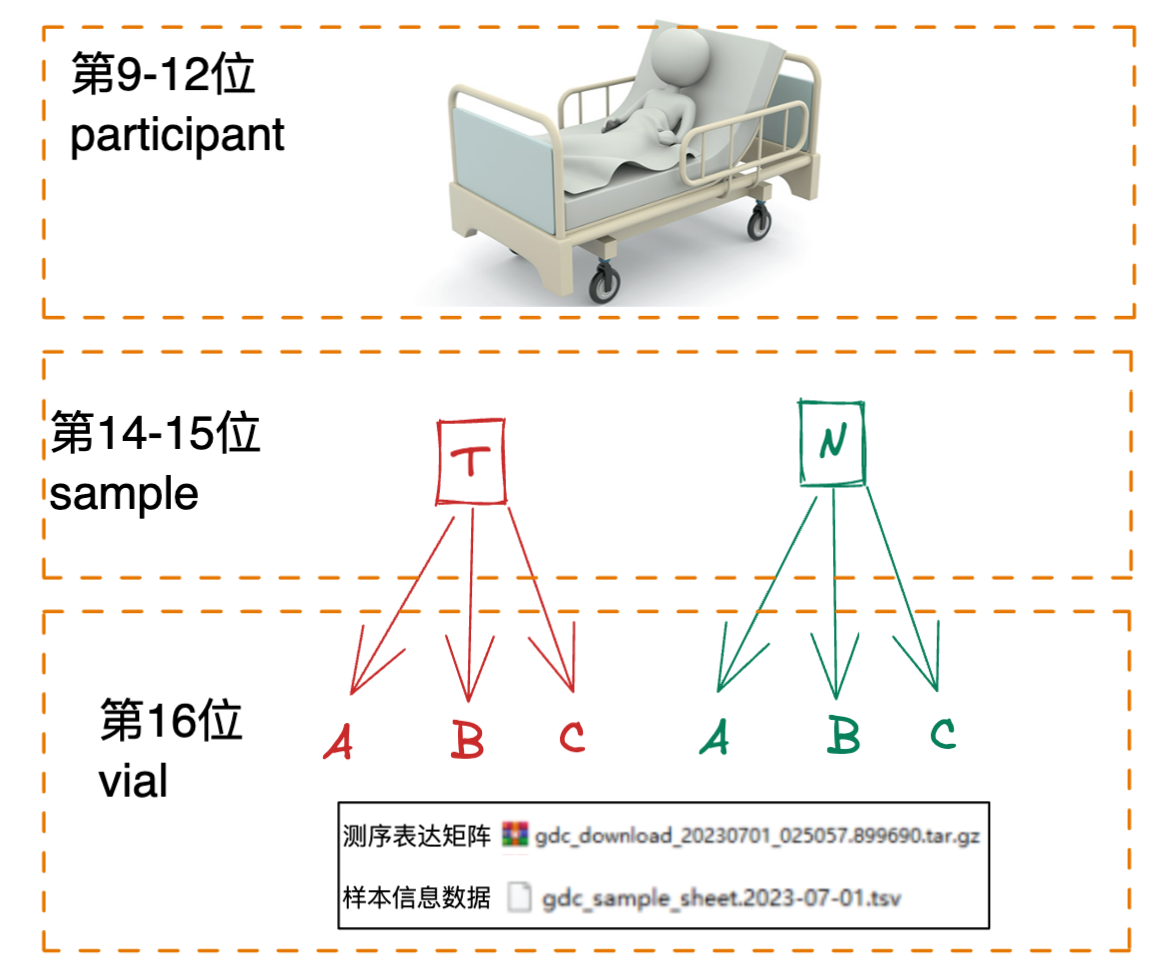 第9-12位
participant
第14-15位
sample
T
N
第16位
vial
A B C A B C
测序表达矩阵 gdc_download_20230701_025057.899690.tar.gz
样本信息数据 gdc_sample_sheet.2023-07-01.tsv